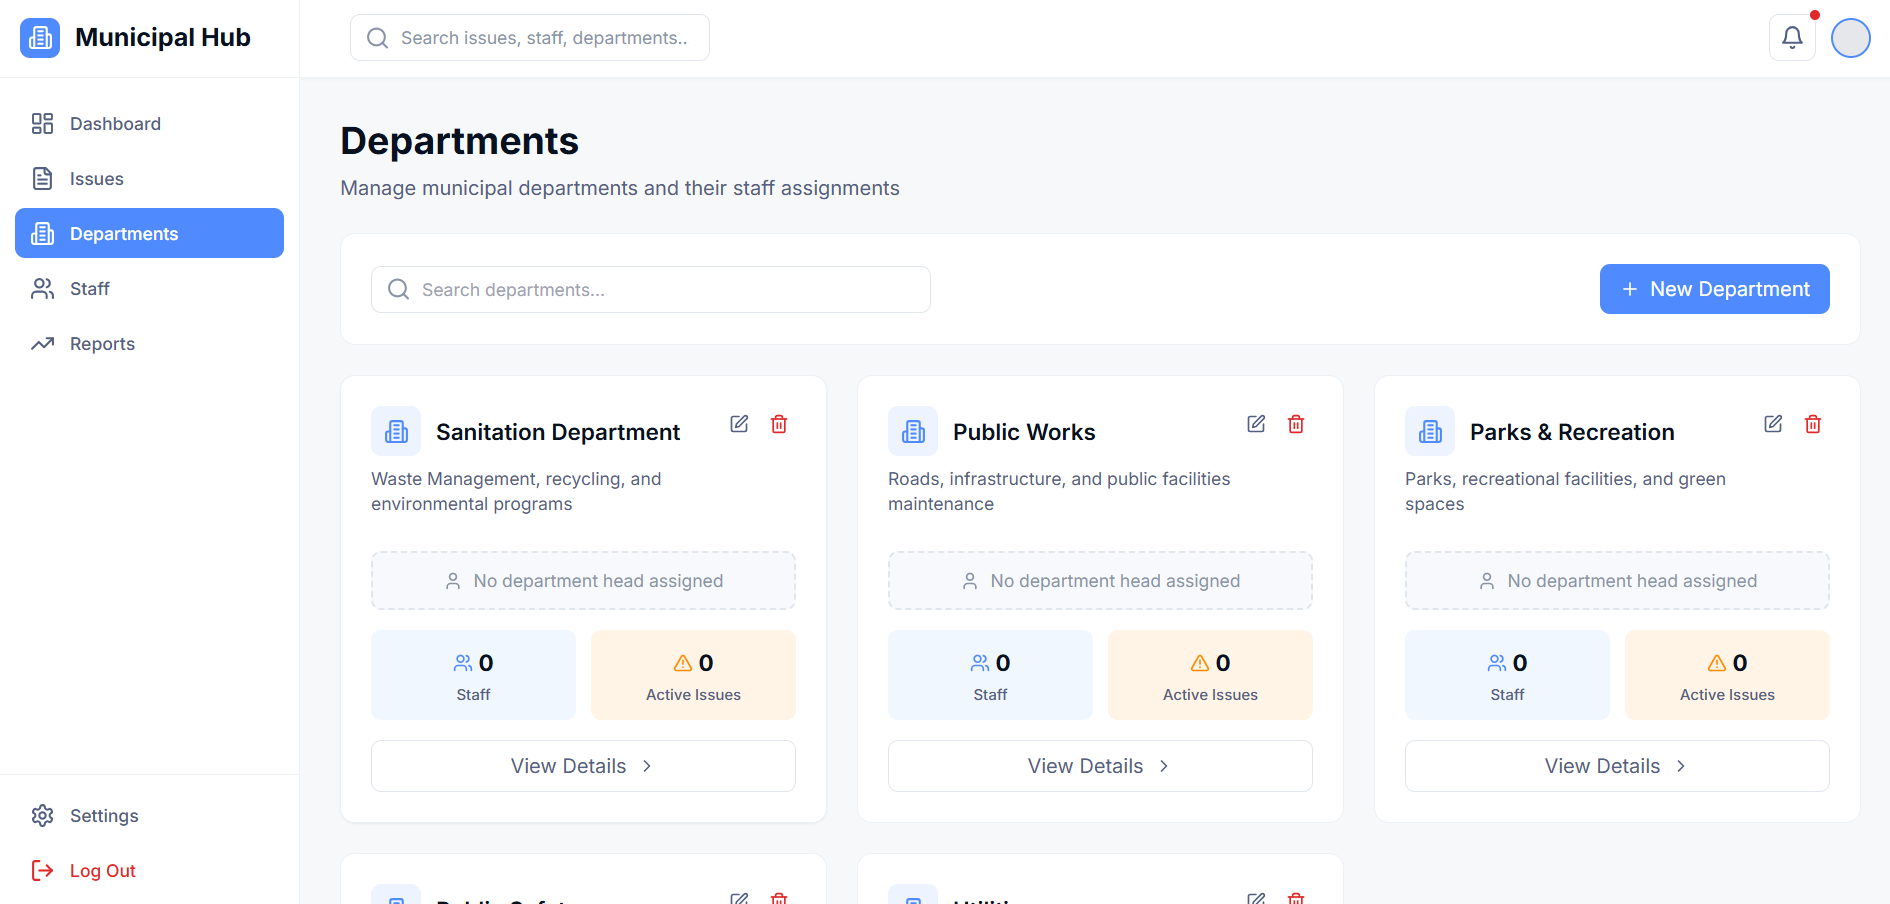 Municipal Hub
Search issues, staff, departments..
Dashboard
Issues
Departments
Staff
Reports
Settings
Log Out
Departments
Manage municipal departments and their staff assignments
Search departments...
New Department
Sanitation Department
Waste Management, recycling, and
environmental programs
No department head assigned
0
Staff
0
Active Issues
View Details
Public Works
Roads, infrastructure, and public facilities
maintenance
No department head assigned
0
Staff
0
Active Issues
View Details
Parks & Recreation
Parks, recreational facilities, and green
spaces
No department head assigned
0
Staff
0
Active Issues
View Details